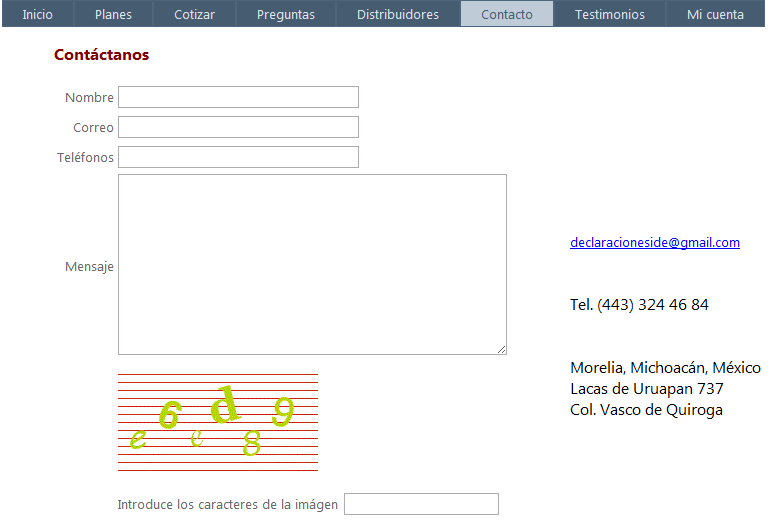 Inicio Planes Cotizar Preguntas Distribuidores Contacto Testimonios Mi cuenta
Contáctanos
Nombre
Correo
Teléfonos
Mensaje
declaracioneside@gmail.com
Tel. (443) 324 46 84
Morelia, Michoacán, México
Lacas de Uruapan 737
Col. Vasco de Quiroga
e6cd89
Introduce los caracteres de la imágen